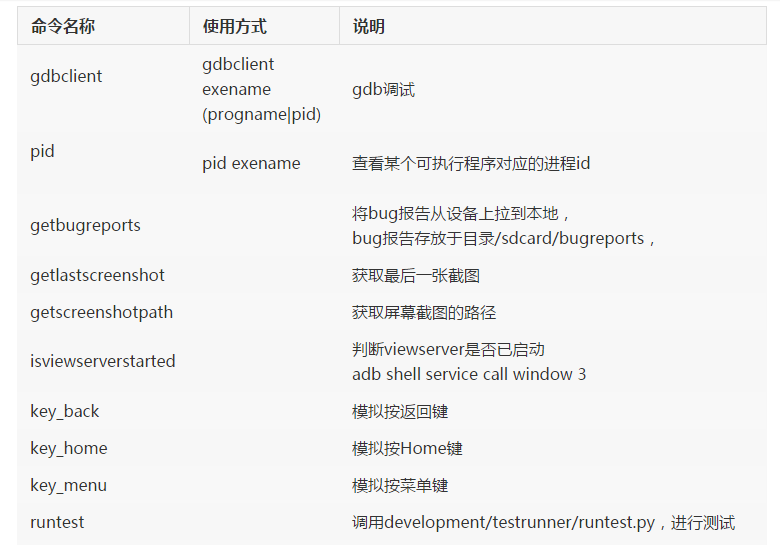 命令名称 使用方式 说明
gdbclient
gdbclient
exename
(progname|pid)
gdb调试
pid
pid exename
查看某个可执行程序对应的进程id
getbugreports
将bug报告从设备上拉到本地，
bug报告存放于目录/sdcard/bugreports，
getlastscreenshot
获取最后一张截图
getscreenshotpath
获取屏幕截图的路径
isviewserverstarted
判断viewserver是否已启动
adb shell service call window 3
key_back
模拟按返回键
key_home
模拟按Home键
key_menu
模拟按菜单键
runtest
调用development/testrunner/runtest.py，进行测试